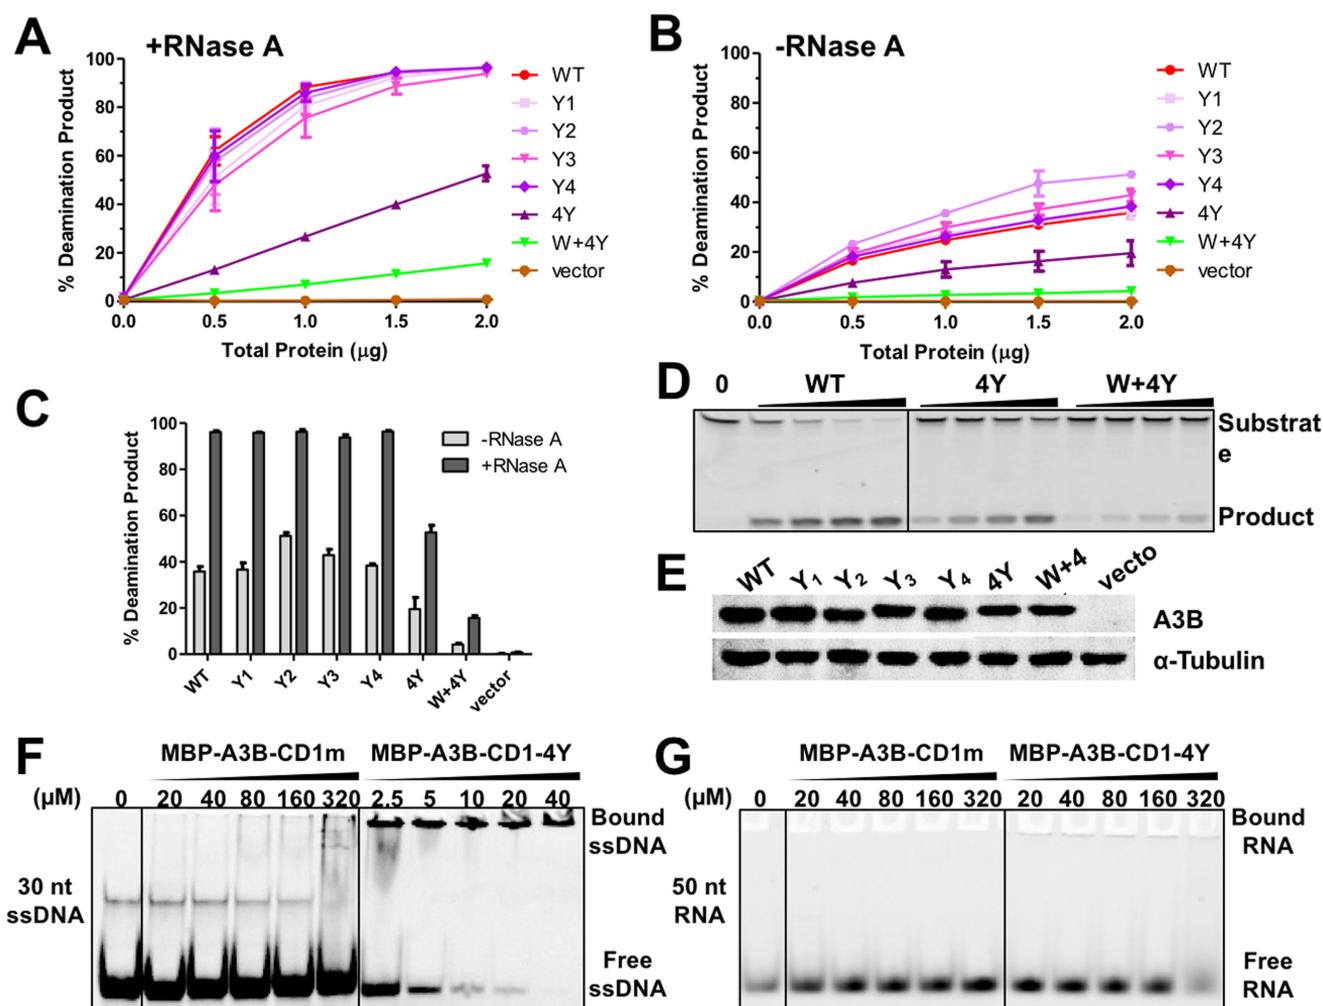 A
+RNase A
% Deamination Product
100
80
60
40
20
0
0.0 0.5 1.0 1.5 2.0
Total Protein (μg)
WT
Y1
Y2
Y3
Y4
4Y
W+4Y
vector
B
-RNase A
% Deamination Product
100
80
60
40
20
0
0.0 0.5 1.0 1.5 2.0
Total Protein (μg)
WT
Y1
Y2
Y3
Y4
4Y
W+4Y
vector
C
% Deamination Product
100
80
60
40
20
0
-RNase A
+RNase A
WT Y1 Y2 Y3 Y4 4Y W+4Y vector
D
0 WT 4Y W+4Y
Substrat
e
Product
E
WT Y1 Y2 Y3 Y4 4Y W+4 vecto
A3B
α-Tubulin
F
MBP-A3B-CD1m MBP-A3B-CD1-4Y
(μM) 0 20 40 80 160 320 2.5 5 10 20 40
Bound
ssDNA
30 nt
ssDNA
Free
ssDNA
G
MBP-A3B-CD1m MBP-A3B-CD1-4Y
(μM) 0 20 40 80 160 320 20 40 80 160 320
Bound
RNA
50 nt
RNA
Free
RNA